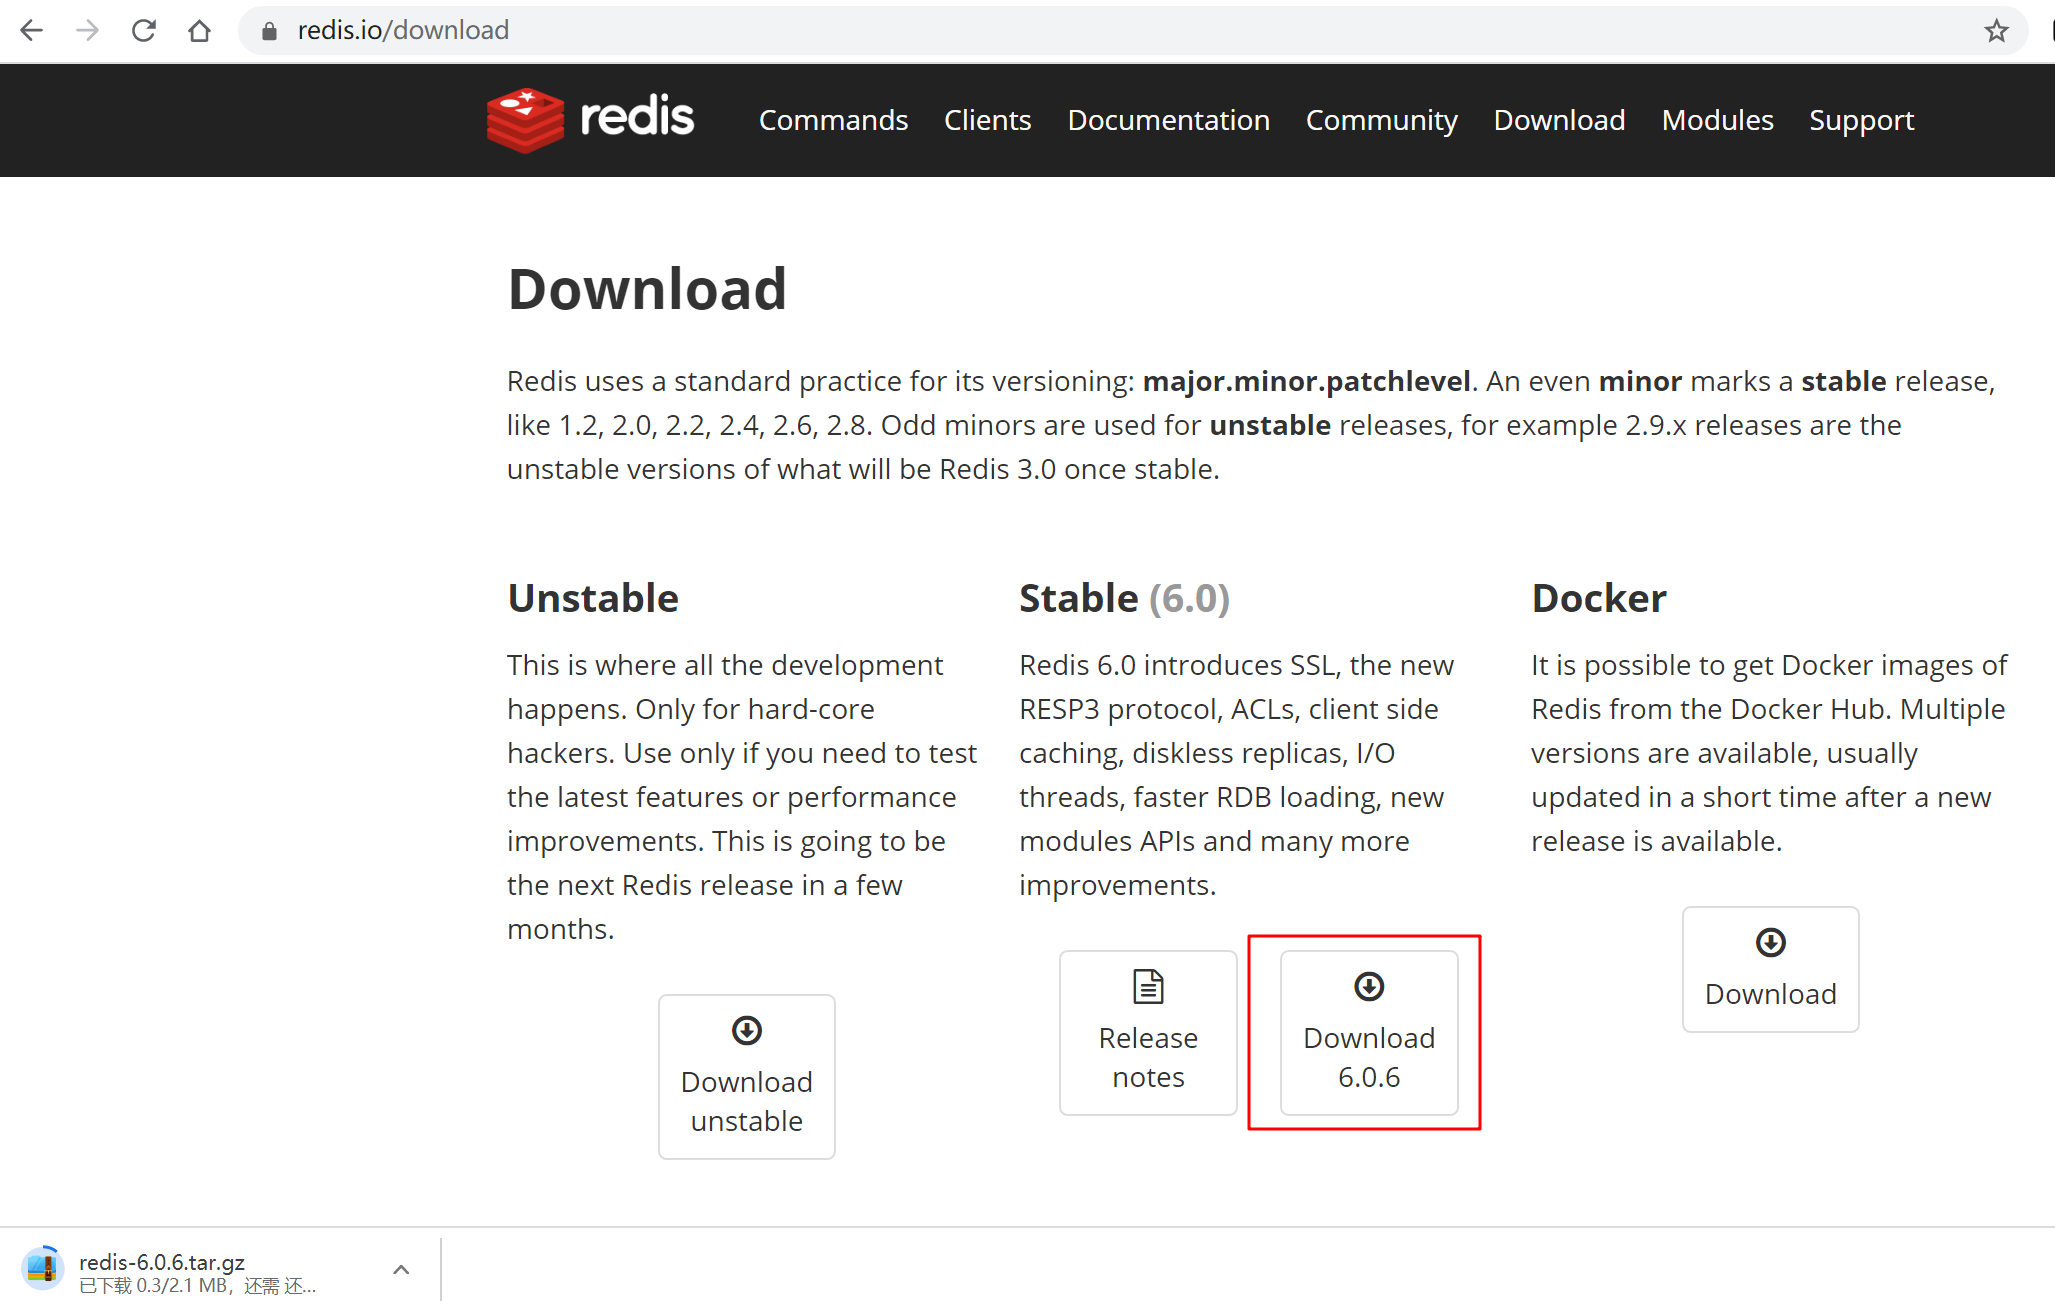 redis.io/download
redis
Commands Clients Documentation Community Download Modules Support
Download
Redis uses a standard practice for its versioning: major.minor.patchlevel. An even minor marks a stable release,
like 1.2, 2.0, 2.2, 2.4, 2.6, 2.8. Odd minors are used for unstable releases, for example 2.9.x releases are the
unstable versions of what will be Redis 3.0 once stable.
Unstable
This is where all the development
happens. Only for hard-core
hackers. Use only if you need to test
the latest features or performance
improvements. This is going to be
the next Redis release in a few
months.
Download
unstable
Stable (6.0)
Redis 6.0 introduces SSL, the new
RESP3 protocol, ACLs, client side
caching, diskless replicas, I/O
threads, faster RDB loading, new
modules APIs and many more
improvements.
Release
notes
Download
6.0.6
Docker
It is possible to get Docker images of
Redis from the Docker Hub. Multiple
versions are available, usually
updated in a short time after a new
release is available.
Download
redis-6.0.6.tar.gz
已下载 0.3/2.1 MB，还需 还...